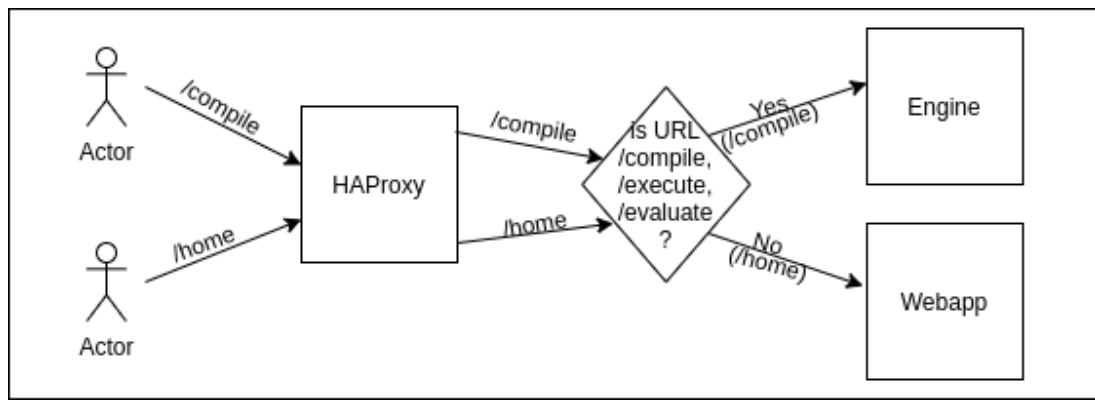 /compile
Actor
/home
Actor
HAProxy
/compile
/home
is URL
/compile,
/execute,
/evaluate
?
Yes
(/compile)
No
(/home)
Engine
Webapp